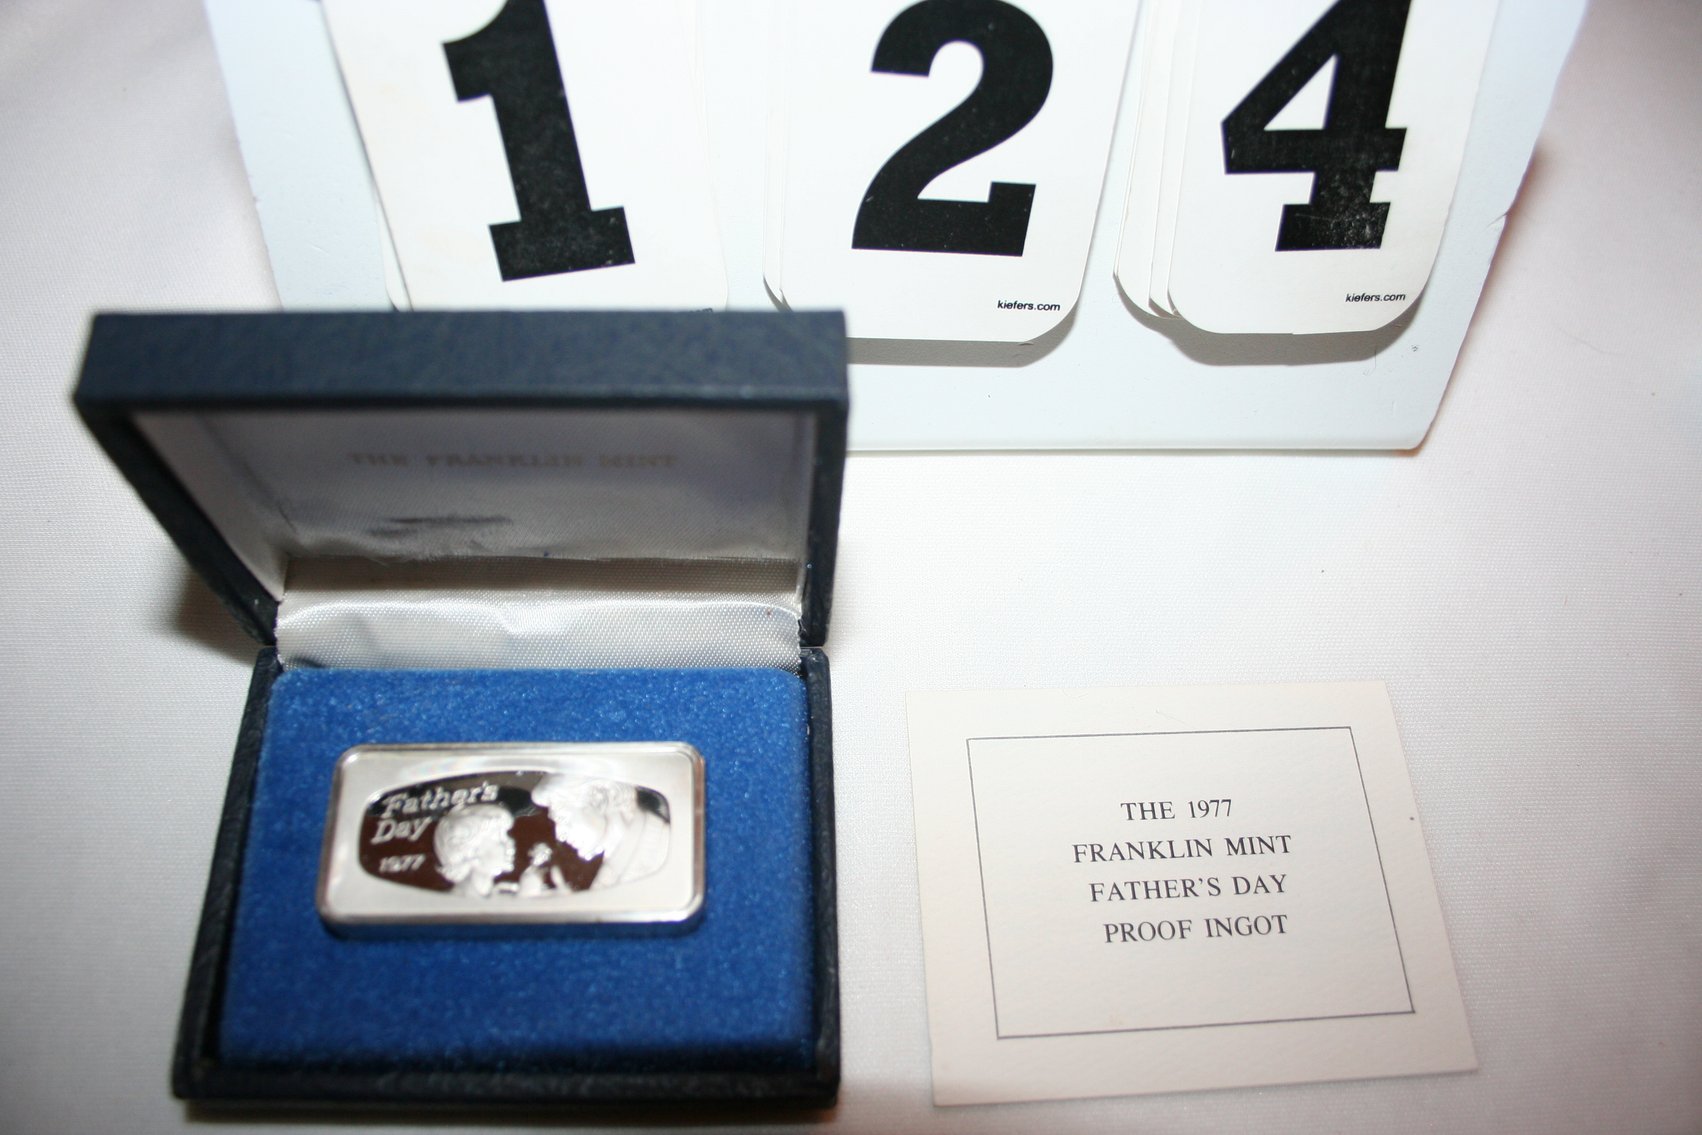 1 2 4
kiefers.com
kiefers.com
THE FRANKLIN MINT
Father's
Day
1977
THE 1977
FRANKLIN MINT
FATHER'S DAY
PROOF INGOT